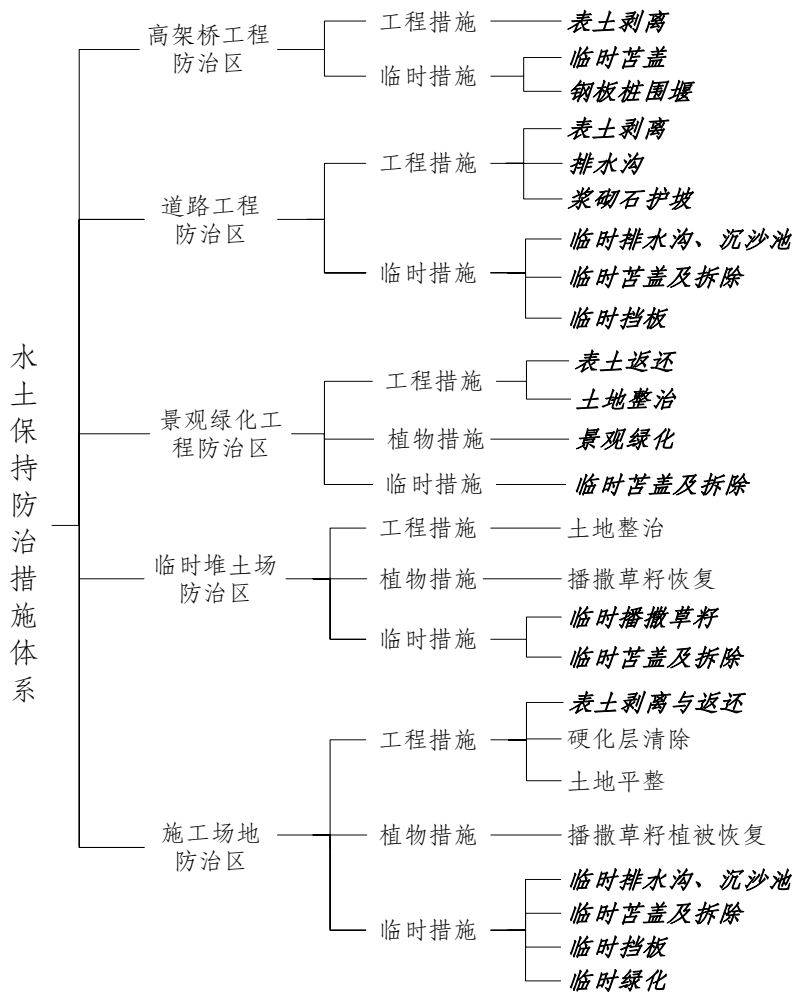 水土保持防治措施体系
高架桥工程
防治区
工程措施
表土剥离
临时措施
临时苫盖
钢板桩围堰
道路工程
防治区
工程措施
表土剥离
排水沟
浆砌石护坡
临时措施
临时排水沟、沉沙池
临时苫盖及拆除
临时挡板
景观绿化工
程防治区
工程措施
表土返还
土地整治
植物措施
景观绿化
临时措施
临时苫盖及拆除
临时堆土场
防治区
工程措施
土地整治
植物措施
播撒草籽恢复
临时措施
临时播撒草籽
临时苫盖及拆除
施工场地
防治区
工程措施
表土剥离与返还
硬化层清除
土地平整
植物措施
播撒草籽植被恢复
临时措施
临时排水沟、沉沙池
临时苫盖及拆除
临时挡板
临时绿化